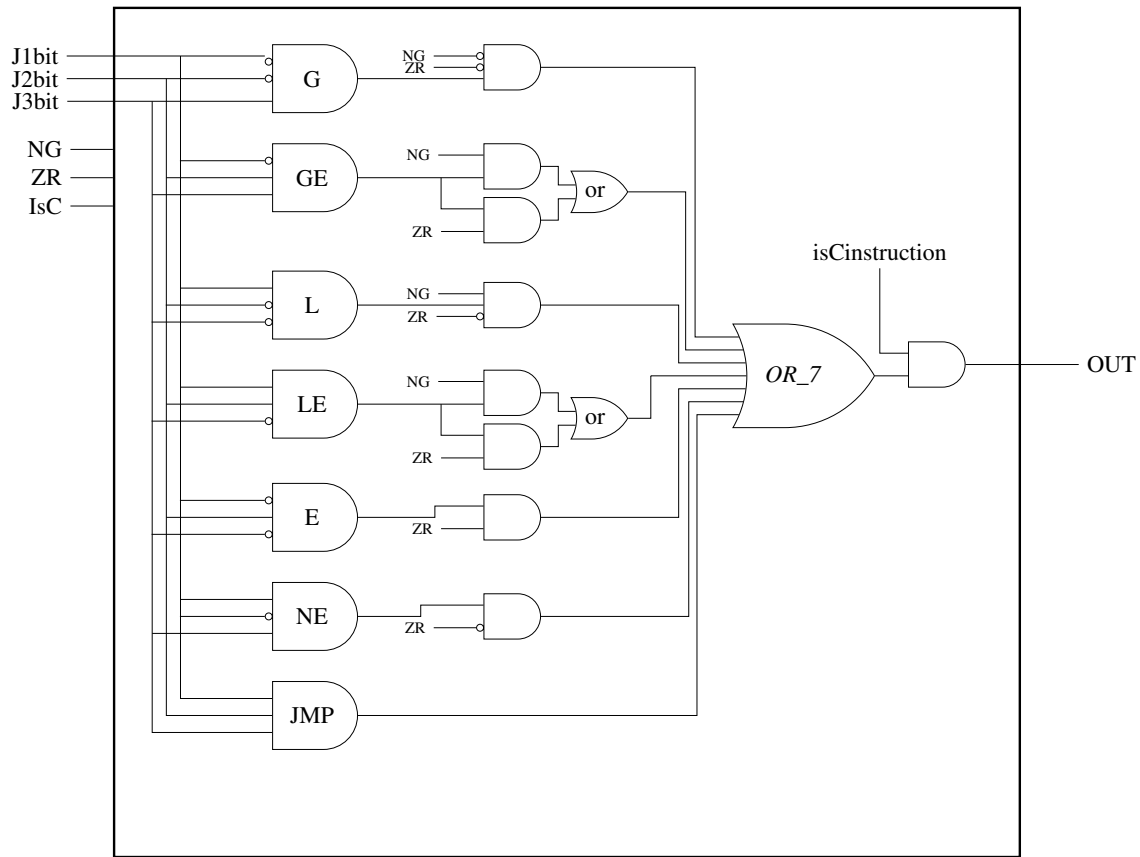 J1bit
J2bit
J3bit
NG
ZR
IsC
G
NG
ZR
GE
NG
ZR
or
L
NG
ZR
LE
NG
ZR
or
E
ZR
NE
ZR
JMP
OR_7
isCinstruction
OUT